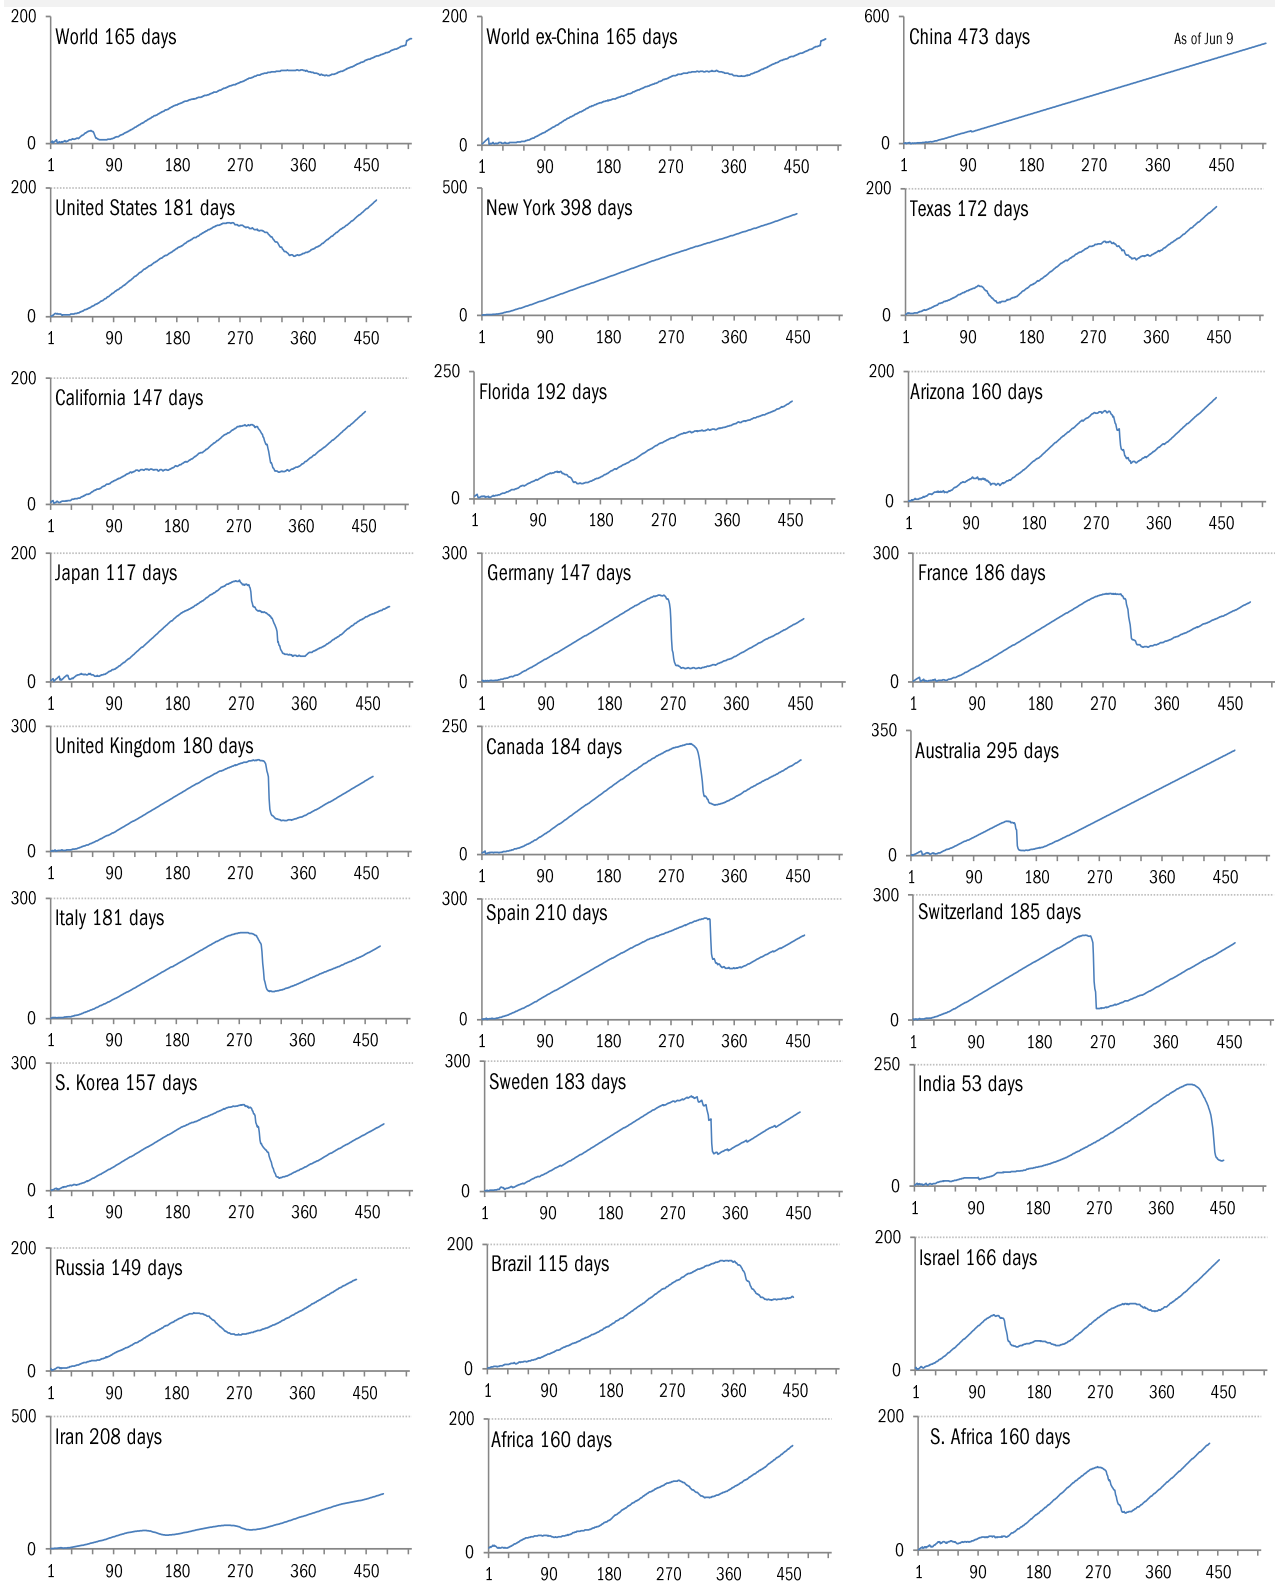 200 200 600
World 165 days World ex-China 165 days China 473 days As of Jun 9
0 0 0
1 90 180 270 360 450 1 90 180 270 360 450 1 90 180 270 360 450
200 500 200
United States 181 days New York 398 days Texas 172 days
0 0 0
1 90 180 270 360 450 1 90 180 270 360 450 1 90 180 270 360 450
200 250 200
California 147 days Florida 192 days Arizona 160 days
0 0 0
1 90 180 270 360 450 1 90 180 270 360 450 1 90 180 270 360 450
200 300 300
Japan 117 days Germany 147 days France 186 days
0 0 0
1 90 180 270 360 450 1 90 180 270 360 450 1 90 180 270 360 450
300 250 350
United Kingdom 180 days Canada 184 days Australia 295 days
0 0 0
1 90 180 270 360 450 1 90 180 270 360 450 1 90 180 270 360 450
300 300 300
Italy 181 days Spain 210 days Switzerland 185 days
0 0 0
1 90 180 270 360 450 1 90 180 270 360 450 1 90 180 270 360 450
300 300 250
S. Korea 157 days Sweden 183 days India 53 days
0 0 0
1 90 180 270 360 450 1 90 180 270 360 450 1 90 180 270 360 450
200 200 200
Russia 149 days Brazil 115 days Israel 166 days
0 0 0
1 90 180 270 360 450 1 90 180 270 360 450 1 90 180 270 360 450
500 200 200
Iran 208 days Africa 160 days S. Africa 160 days
0 0 0
1 90 180 270 360 450 1 90 180 270 360 450 1 90 180 270 360 450